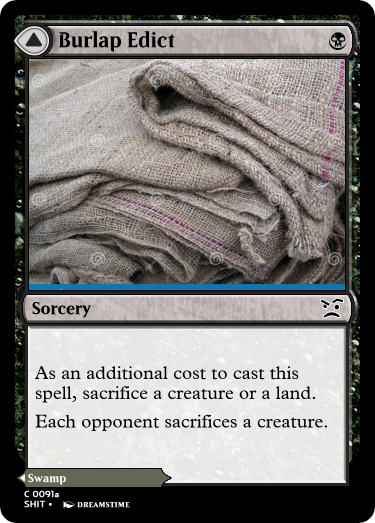 Burlap Edict
Sorcery
As an additional cost to cast this
spell, sacrifice a creature or a land.
Each opponent sacrifices a creature.
Swamp
C 0091a
SHIT • DREAMSTIME